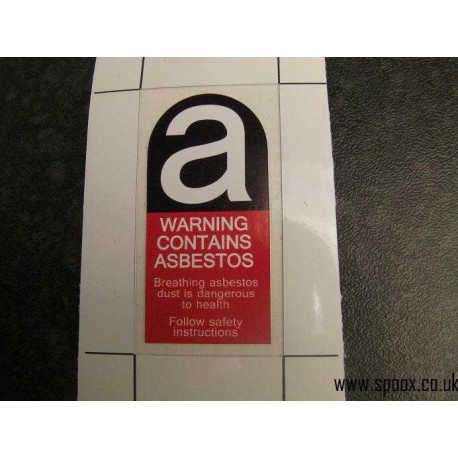 a
WARNING
CONTAINS
ASBESTOS
Breathing asbestos
dust is dangerous
to health
Follow safety
instructions
www.spoox.co.uk